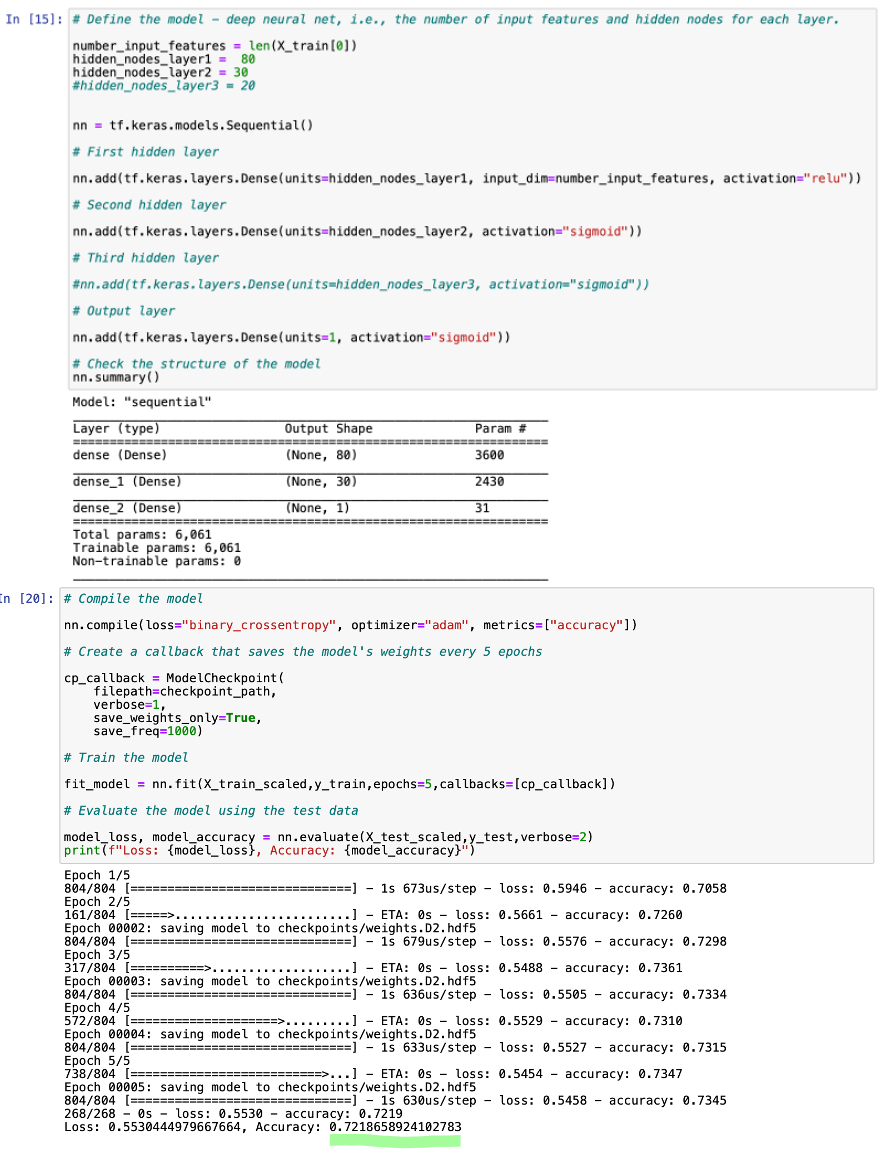 In [15]: # Define the model - deep neural net, i.e., the number of input features and hidden nodes for each layer.
number_input_features = len(X_train[0])
hidden_nodes_layer1 =  80
hidden_nodes_layer2 = 30
#hidden_nodes_layer3 = 20
nn = tf.keras.models.Sequential()
# First hidden layer
nn.add(tf.keras.layers.Dense(units=hidden_nodes_layer1, input_dim=number_input_features, activation="relu"))
# Second hidden layer
nn.add(tf.keras.layers.Dense(units=hidden_nodes_layer2, activation="sigmoid"))
# Third hidden layer
#nn.add(tf.keras.layers.Dense(units=hidden_nodes_layer3, activation="sigmoid"))
# Output layer
nn.add(tf.keras.layers.Dense(units=1, activation="sigmoid"))
# Check the structure of the model
nn.summary()
Model: "sequential"
Layer (type) Output Shape Param #
=================================================================
dense (Dense) (None, 80) 3600
dense_1 (Dense) (None, 30) 2430
dense_2 (Dense) (None, 1) 31
=================================================================
Total params: 6,061
Trainable params: 6,061
Non-trainable params: 0
In [20]: # Compile the model
nn.compile(loss="binary_crossentropy", optimizer="adam", metrics=["accuracy"])
# Create a callback that saves the model's weights every 5 epochs
cp_callback = ModelCheckpoint(
    filepath=checkpoint_path,
    verbose=1,
    save_weights_only=True,
    save_freq=1000)
# Train the model
fit_model = nn.fit(X_train_scaled,y_train,epochs=5,callbacks=[cp_callback])
# Evaluate the model using the test data
model_loss, model_accuracy = nn.evaluate(X_test_scaled,y_test,verbose=2)
print(f"Loss: {model_loss}, Accuracy: {model_accuracy}")
Epoch 1/5
804/804 [==============================] - 1s 673us/step - loss: 0.5946 - accuracy: 0.7058
Epoch 2/5
161/804 [=====>........................] - ETA: 0s - loss: 0.5661 - accuracy: 0.7260
Epoch 00002: saving model to checkpoints/weights.D2.hdf5
804/804 [==============================] - 1s 679us/step - loss: 0.5576 - accuracy: 0.7298
Epoch 3/5
317/804 [==========>...................] - ETA: 0s - loss: 0.5488 - accuracy: 0.7361
Epoch 00003: saving model to checkpoints/weights.D2.hdf5
804/804 [==============================] - 1s 636us/step - loss: 0.5505 - accuracy: 0.7334
Epoch 4/5
572/804 [====================>.........] - ETA: 0s - loss: 0.5529 - accuracy: 0.7310
Epoch 00004: saving model to checkpoints/weights.D2.hdf5
804/804 [==============================] - 1s 633us/step - loss: 0.5527 - accuracy: 0.7315
Epoch 5/5
738/804 [==========================>...] - ETA: 0s - loss: 0.5454 - accuracy: 0.7347
Epoch 00005: saving model to checkpoints/weights.D2.hdf5
804/804 [==============================] - 1s 630us/step - loss: 0.5458 - accuracy: 0.7345
268/268 - 0s - loss: 0.5530 - accuracy: 0.7219
Loss: 0.5530444979667664, Accuracy: 0.7218658924102783